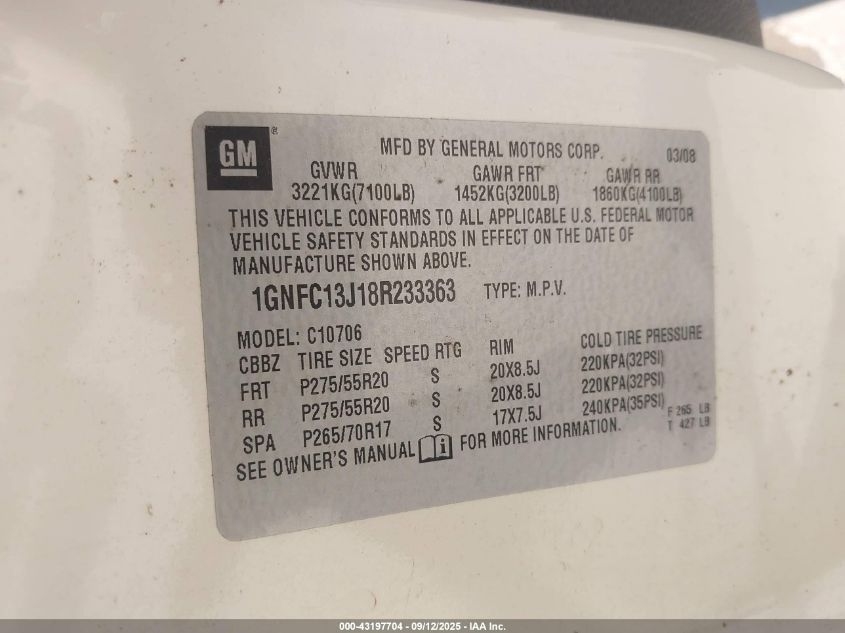 GM ®
MFD BY GENERAL MOTORS CORP. 03/08
GVWR GAWR FRT GAWR RR
3221KG(7100LB) 1452KG(3200LB) 1860KG(4100LB)
THIS VEHICLE CONFORMS TO ALL APPLICABLE U.S. FEDERAL MOTOR
VEHICLE SAFETY STANDARDS IN EFFECT ON THE DATE OF
MANUFACTURE SHOWN ABOVE.
1GNFC13J18R233363 TYPE: M.P.V.
MODEL: C10706
CBBZ TIRE SIZE SPEED RTG RIM COLD TIRE PRESSURE
FRT P275/55R20 S 20X8.5J 220KPA(32PSI)
RR P275/55R20 S 20X8.5J 220KPA(32PSI)
SPA P265/70R17 S 17X7.5J 240KPA(35PSI)
F 265 LB
SEE OWNER'S MANUAL i FOR MORE INFORMATION. T 427 LB
000-43197704 - 09/12/2025 - IAA Inc.